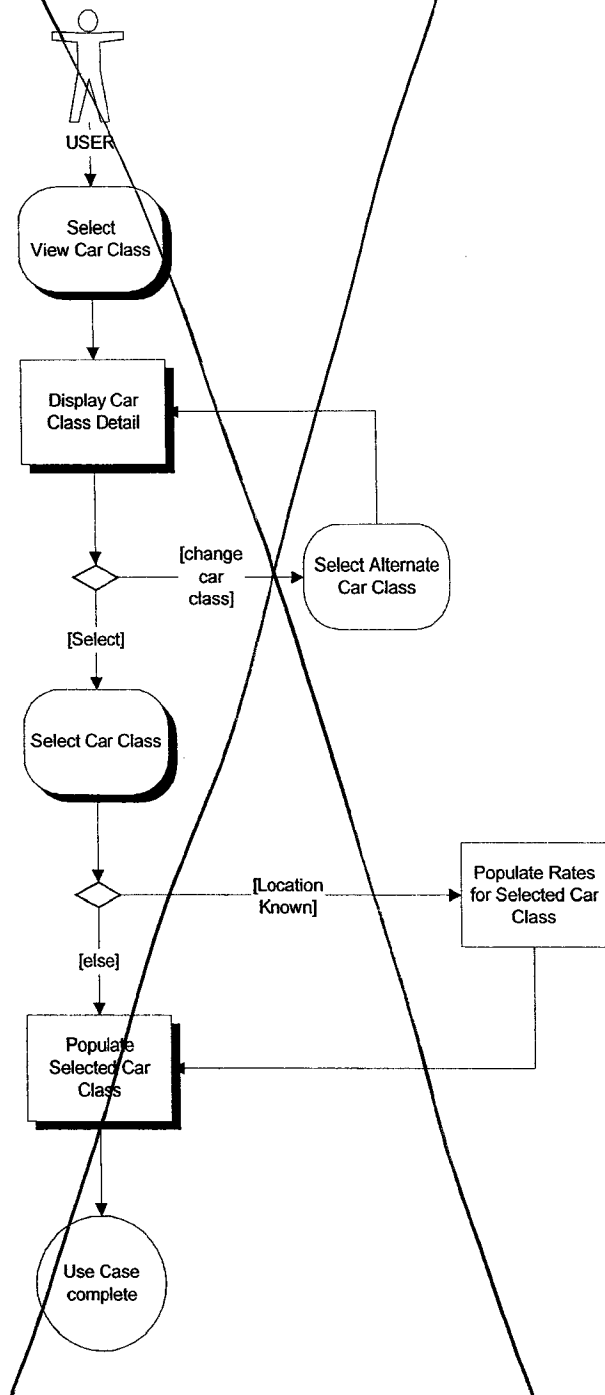 USER
Select
View Car Class
Display Car
Class Detail
[change
car
class]
Select Alternate
Car Class
[Select]
Select Car Class
[Location
Known]
Populate Rates
for Selected Car
Class
[else]
Populate
Selected Car
Class
Use Case
complete